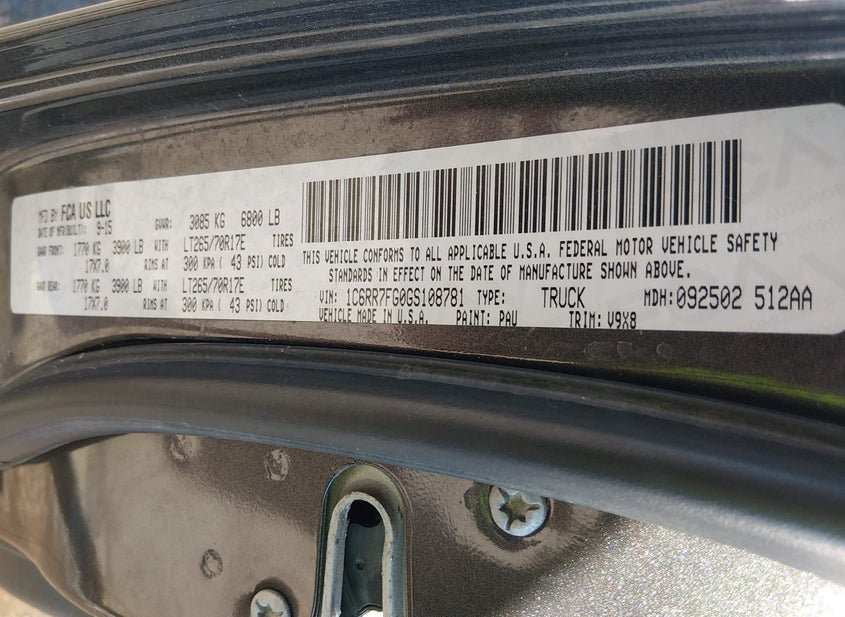 MFD BY FCA US LLC
DATE OF MFR(BUILT): 9-15 GVWR: 3085 KG 6800 LB
GAWR FRONT: 1770 KG 3900 LB WITH LT265/70R17E TIRES
17X7.0 RIMS AT 300 KPA ( 43 PSI) COLD
GAWR REAR: 1770 KG 3900 LB WITH LT265/70R17E TIRES
17X7.0 RIMS AT 300 KPA ( 43 PSI) COLD
THIS VEHICLE CONFORMS TO ALL APPLICABLE U.S.A. FEDERAL MOTOR VEHICLE SAFETY
STANDARDS IN EFFECT ON THE DATE OF MANUFACTURE SHOWN ABOVE.
VIN: 1C6RR7FG0GS108781 TYPE: TRUCK MDH:092502 512AA
VEHICLE MADE IN U.S.A. PAINT: PAU TRIM: V9X8